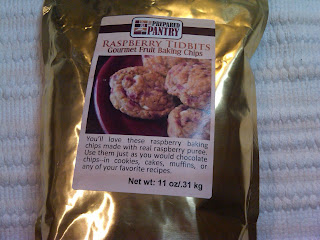 PREPARED
PANTRY
RASPBERRY TIDBITS
Gourmet Fruit Baking Chips
You'll love these raspberry baking
chips made with real raspberry puree.
Use them just as you would chocolate
chips--in cookies, cakes, muffins, or
any of your favorite recipes.
Net wt: 11 oz/.31 kg